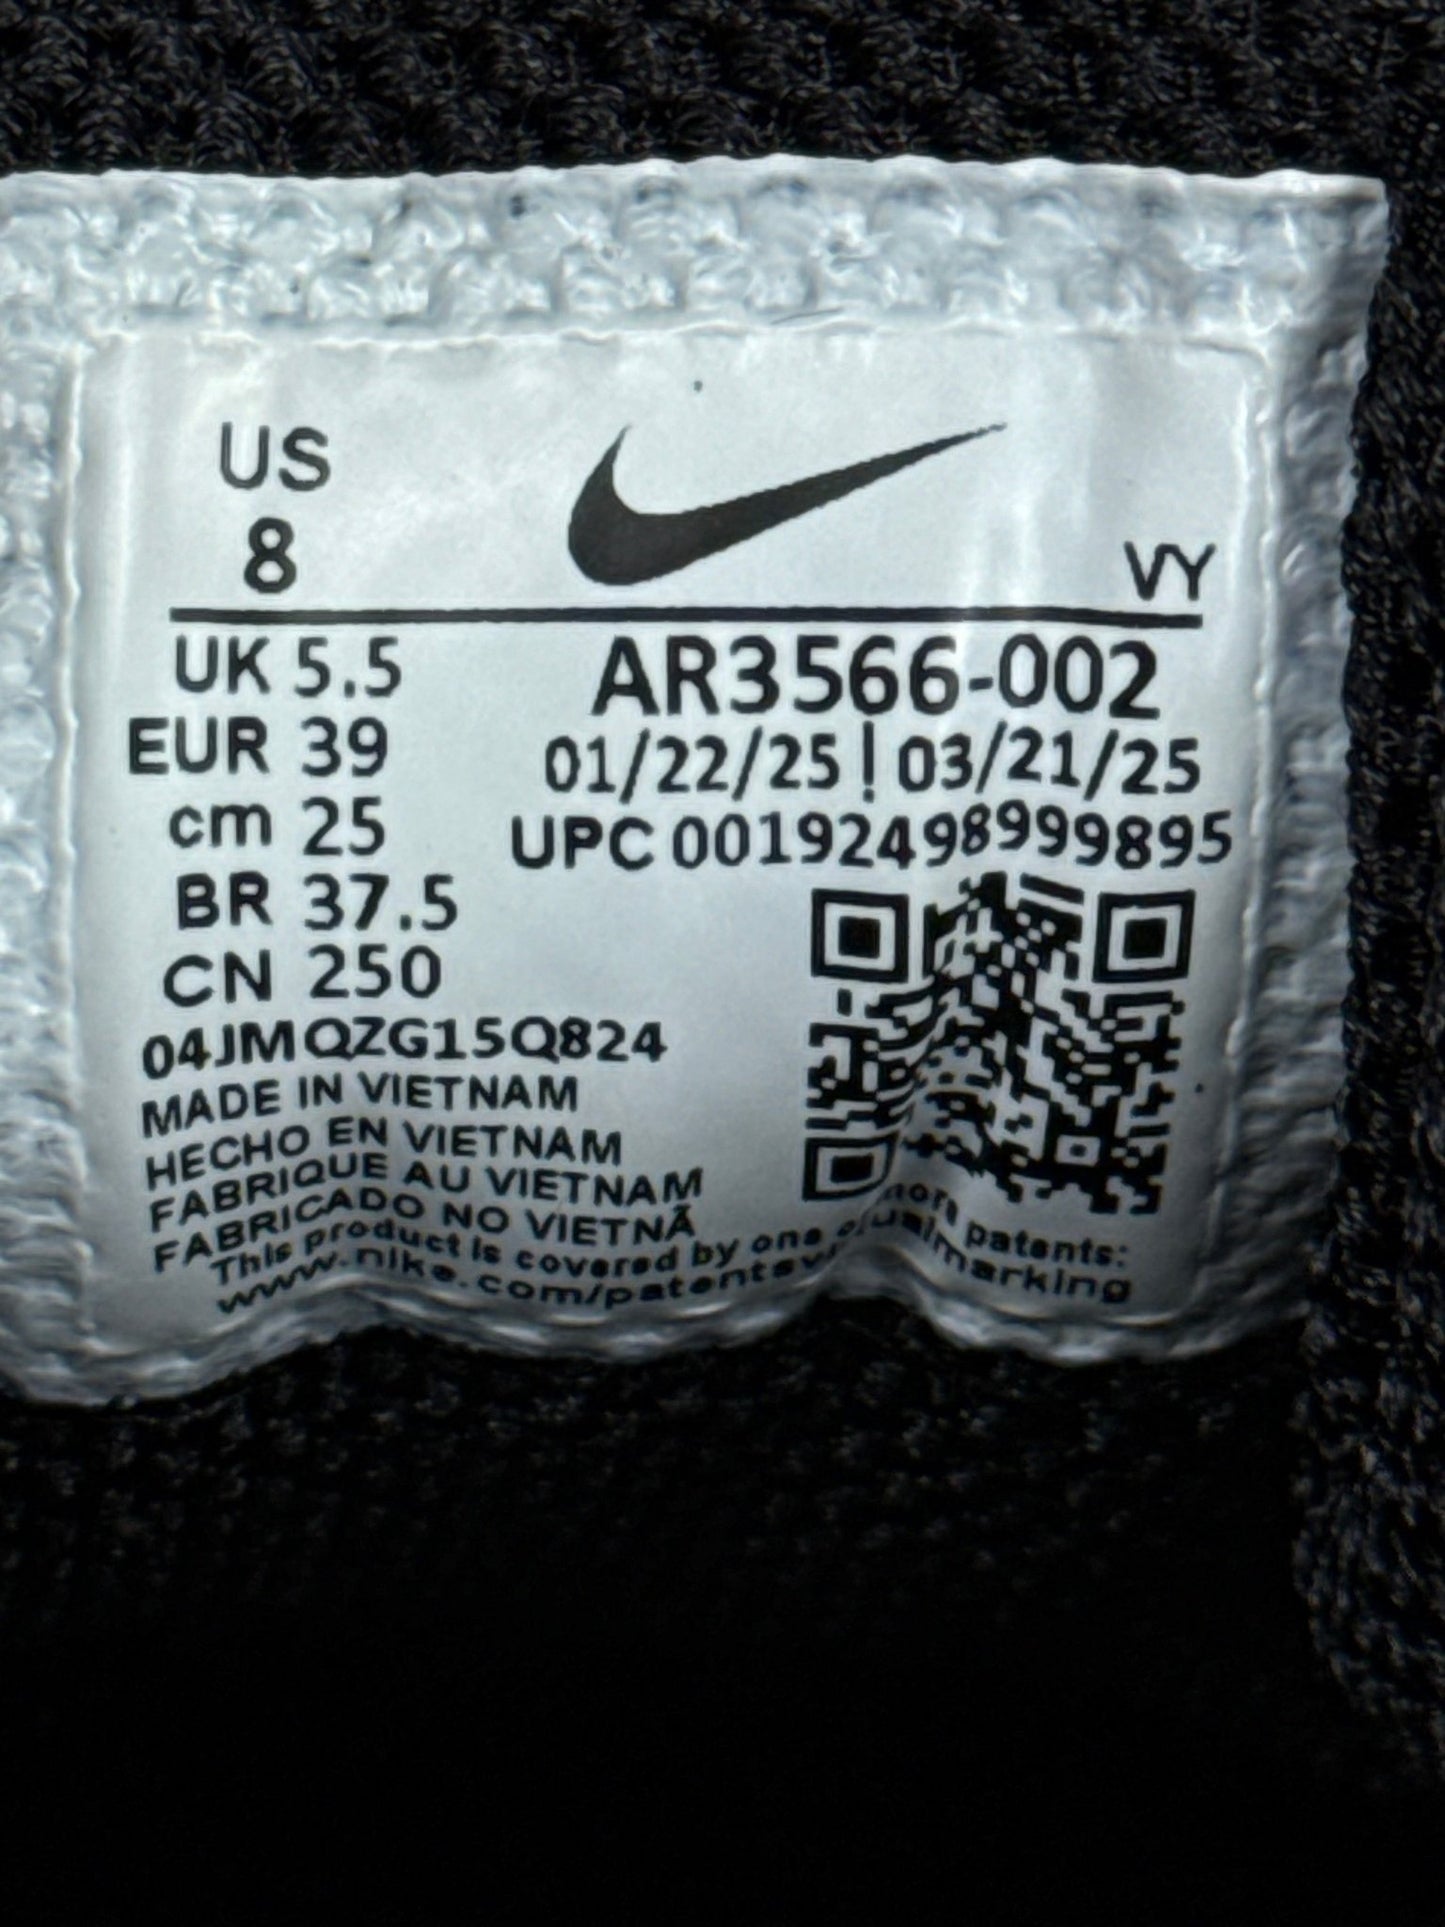 US
8
VY
UK 5.5
EUR 39
cm 25
BR 37.5
CN 250
AR3566-002
01/22/25 | 03/21/25
UPC 00192498999895
04JMQZG15Q824
MADE IN VIETNAM
HECHO EN VIETNAM
FABRIQUE AU VIETNAM
FABRICADO NO VIETNÃ
This product is covered by one more patents:
www.nike.com/patents